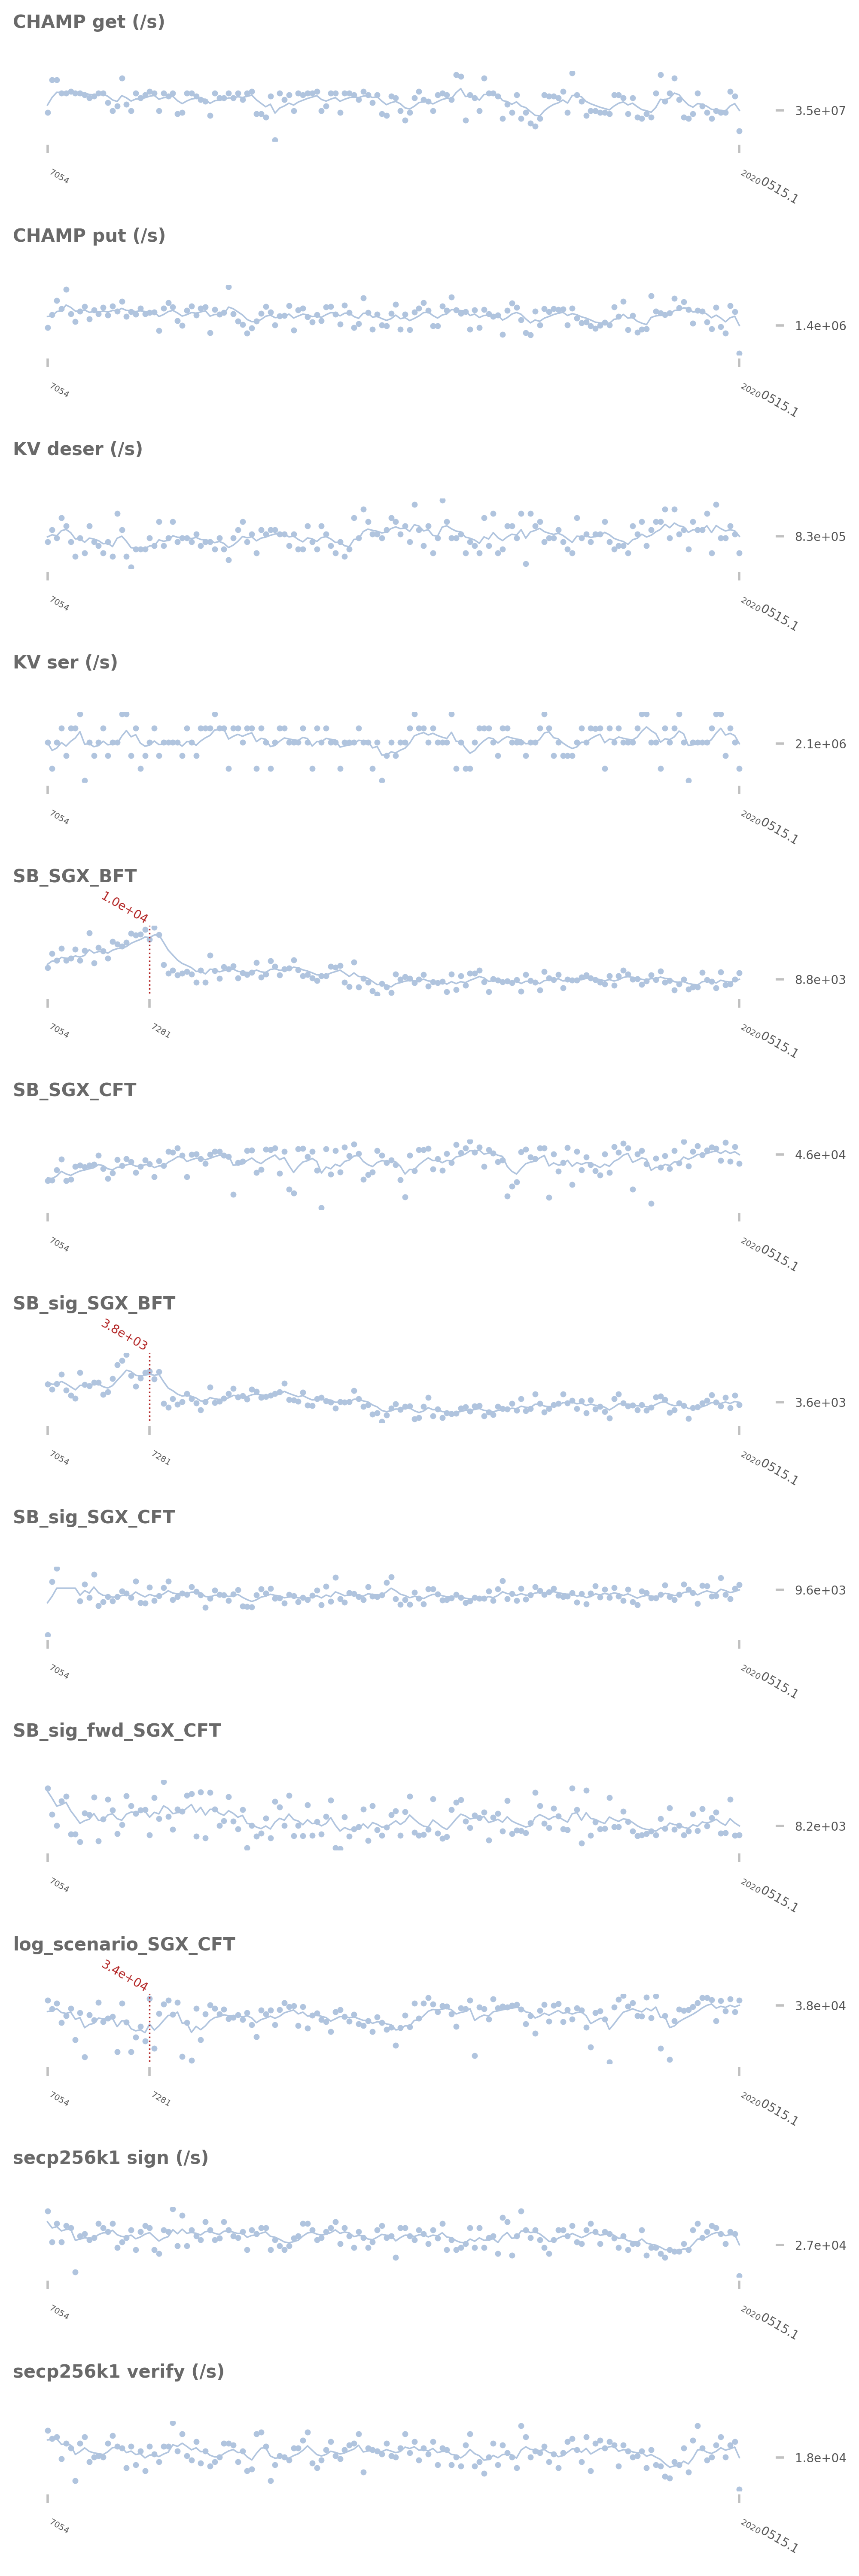 CHAMP get (/s)
3.5e+07
7054
20200515.1
CHAMP put (/s)
1.4e+06
7054
20200515.1
KV deser (/s)
8.3e+05
7054
20200515.1
KV ser (/s)
2.1e+06
7054
20200515.1
SB_SGX_BFT
1.0e+04
8.8e+03
7054
7281
20200515.1
SB_SGX_CFT
4.6e+04
7054
20200515.1
SB_sig_SGX_BFT
3.8e+03
3.6e+03
7054
7281
20200515.1
SB_sig_SGX_CFT
9.6e+03
7054
20200515.1
SB_sig_fwd_SGX_CFT
8.2e+03
7054
20200515.1
log_scenario_SGX_CFT
3.4e+04
3.8e+04
7054
7281
20200515.1
secp256k1 sign (/s)
2.7e+04
7054
20200515.1
secp256k1 verify (/s)
1.8e+04
7054
20200515.1